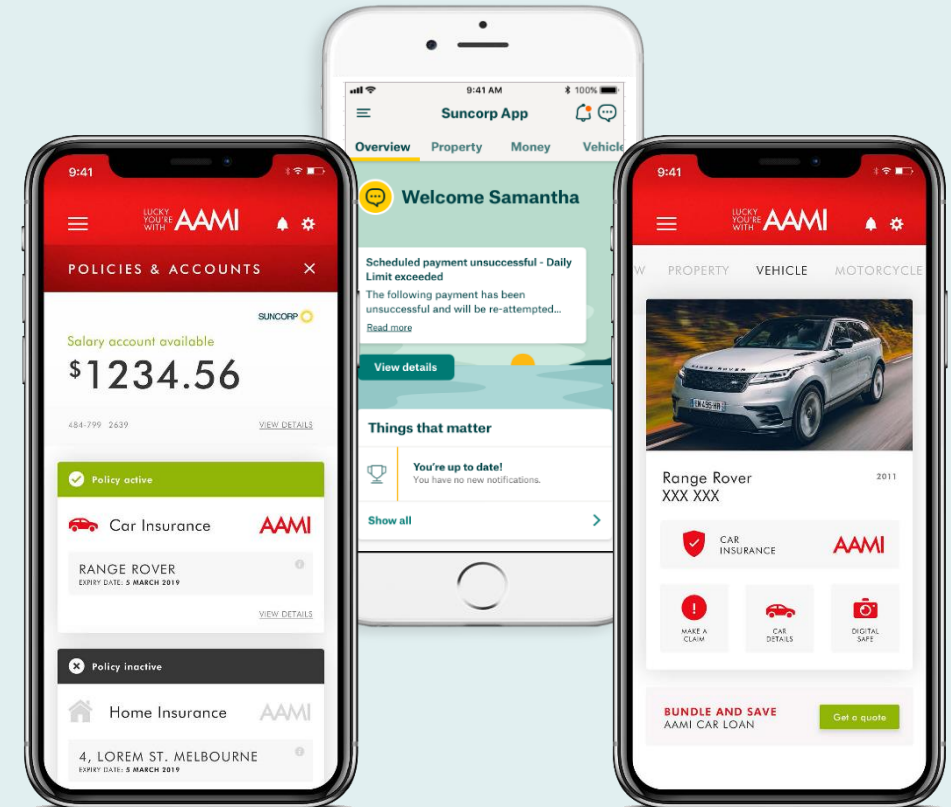 9:41
LUCKY
YOU'RE
WITH
AAMI
POLICIES & ACCOUNTS
SUNCORP
Salary account available
$1234.56
484-799 2639
VIEW DETAILS
Policy active
Car Insurance
AAMI
RANGE ROVER
EXPIRY DATE: 5 MARCH 2019
VIEW DETAILS
Policy inactive
Home Insurance
AAMI
4, LOREM ST. MELBOURNE
EXPIRY DATE: 5 MARCH 2019
9:41 AM
100%
Suncorp App
Overview Property Money Vehicle
Welcome Samantha
Scheduled payment unsuccessful - Daily
Limit exceeded
The following payment has been
unsuccessful and will be re-attempted...
Read more
View details
Things that matter
You're up to date!
You have no new notifications.
Show all
9:41
LUCKY
YOU'RE
WITH
AAMI
W PROPERTY VEHICLE MOTORCYCLE
RANGE ROVER
Range Rover
2011
XXX XXX
CAR
INSURANCE
AAMI
MAKE A
CLAIM
CAR
DETAILS
DIGITAL
SAFE
BUNDLE AND SAVE
AAMI CAR LOAN
Get a quote